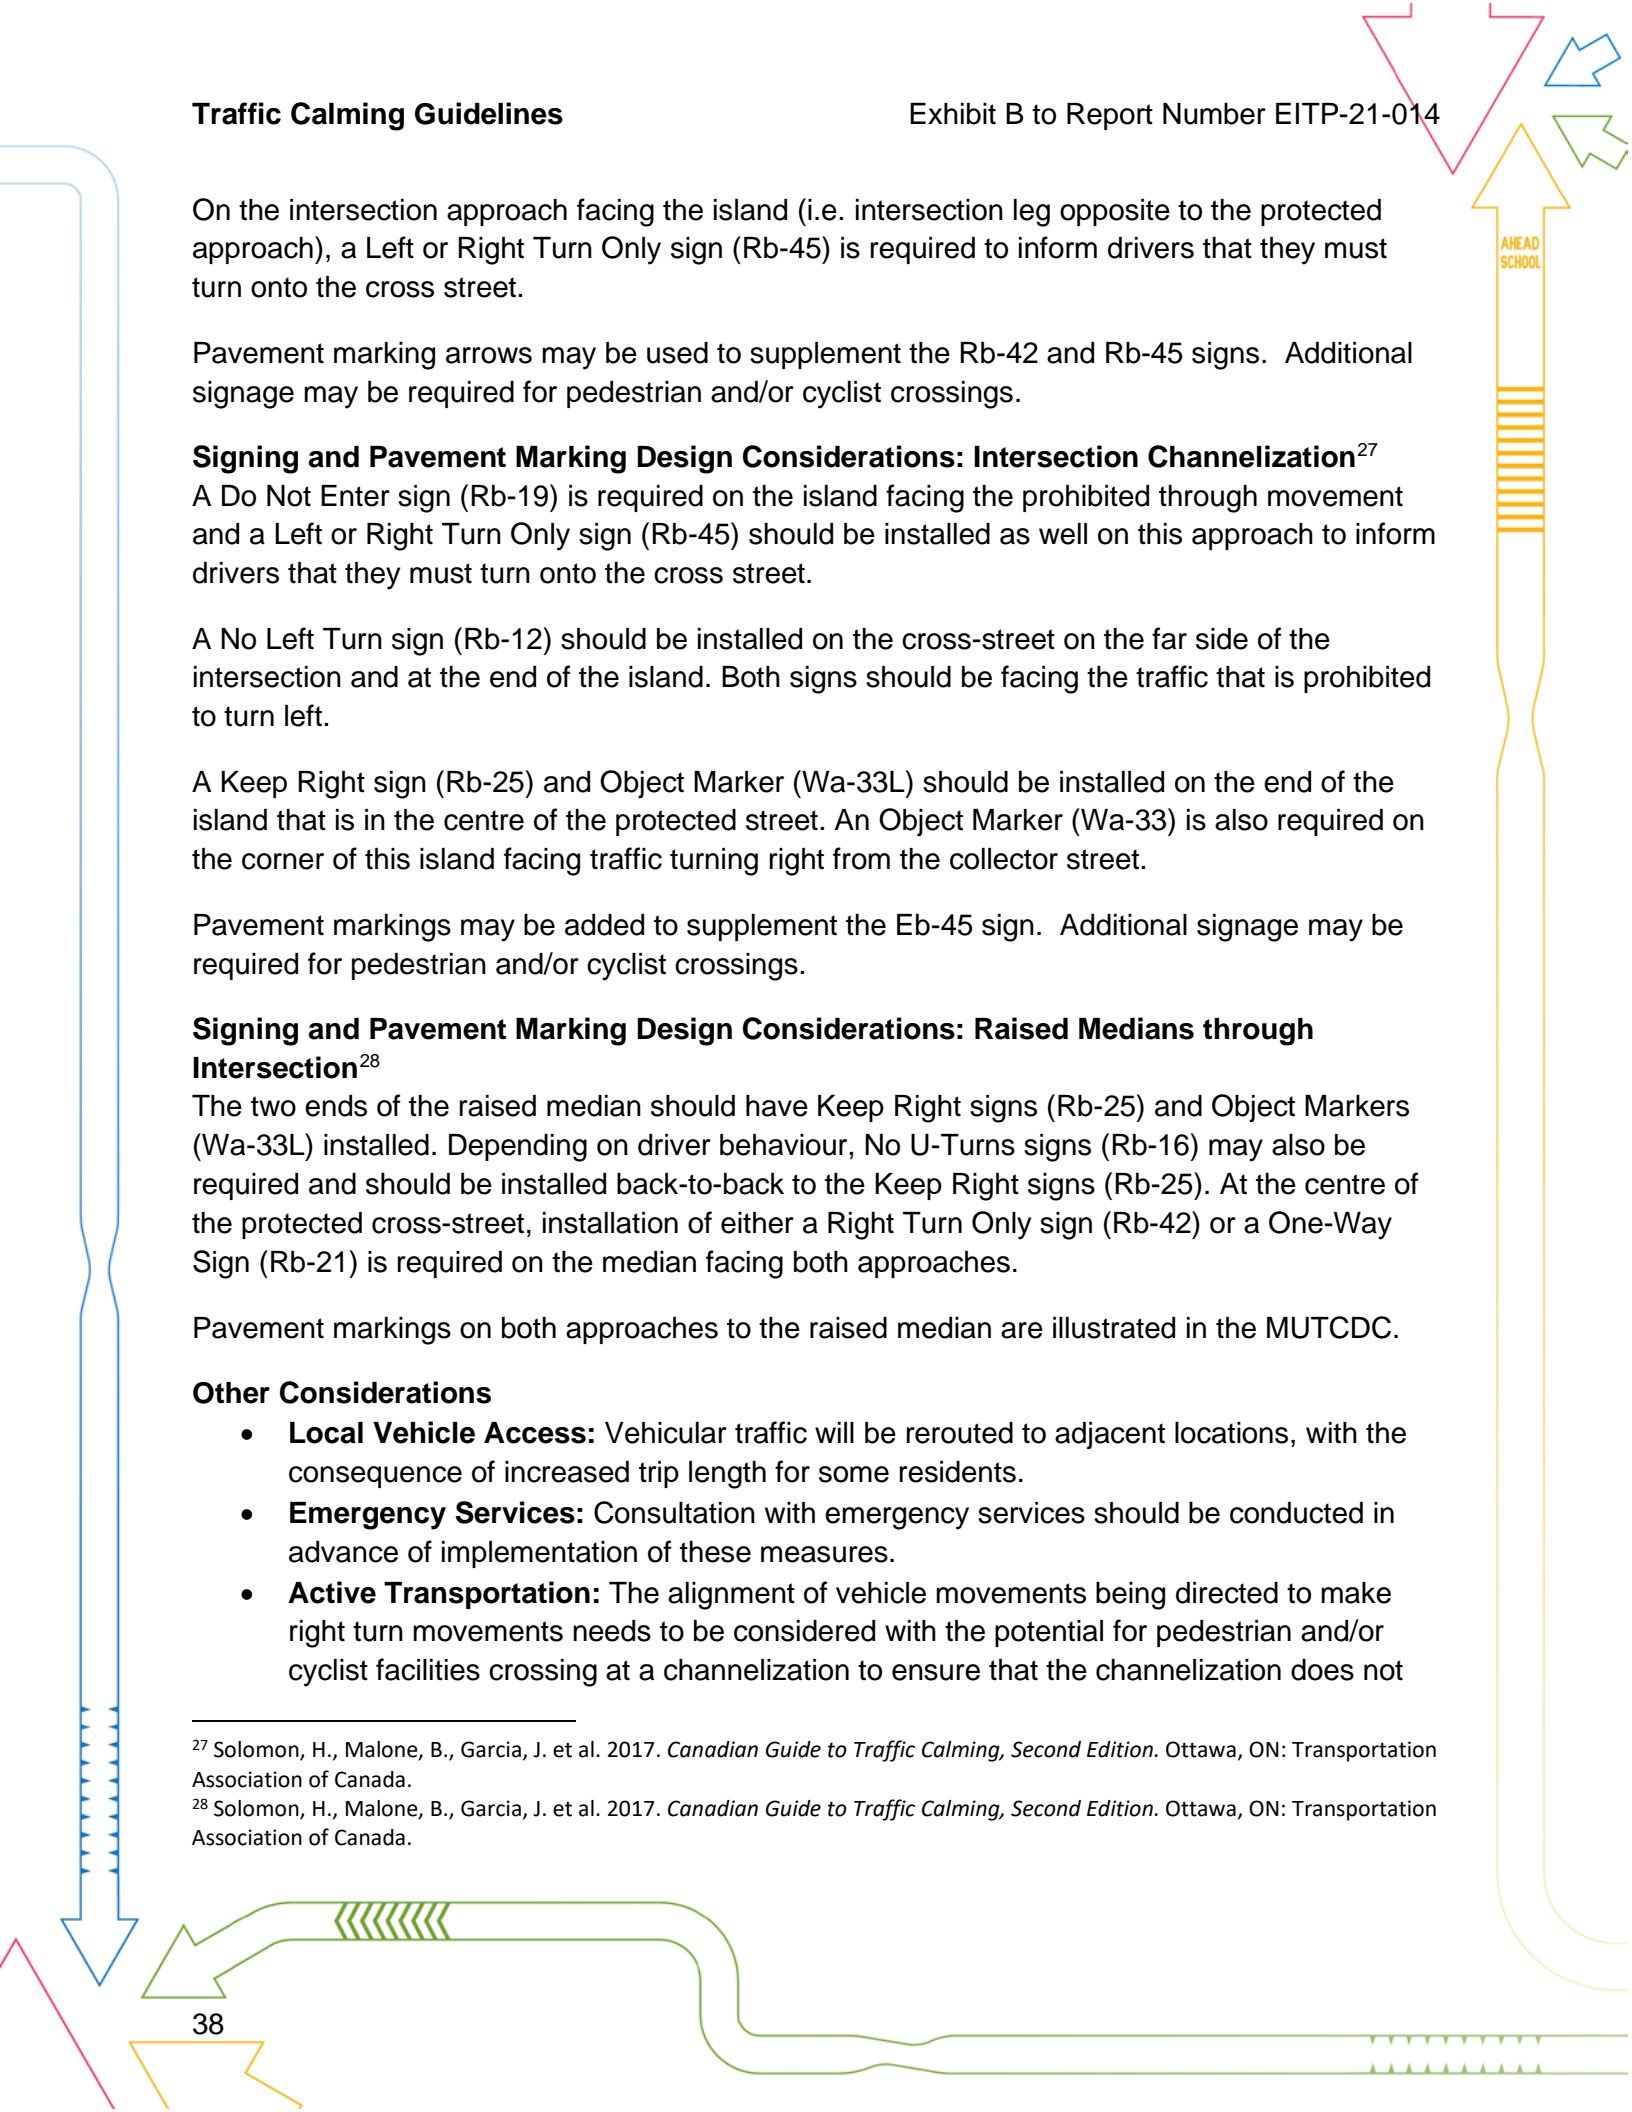 Traffic Calming Guidelines Exhibit B to Report Number EITP-21-014
AHEAD
SCHOOL
On the intersection approach facing the island (i.e. intersection leg opposite to the protected
approach), a Left or Right Turn Only sign (Rb-45) is required to inform drivers that they must
turn onto the cross street.
Pavement marking arrows may be used to supplement the Rb-42 and Rb-45 signs.  Additional
signage may be required for pedestrian and/or cyclist crossings.
Signing and Pavement Marking Design Considerations: Intersection Channelization27
A Do Not Enter sign (Rb-19) is required on the island facing the prohibited through movement
and a Left or Right Turn Only sign (Rb-45) should be installed as well on this approach to inform
drivers that they must turn onto the cross street.
A No Left Turn sign (Rb-12) should be installed on the cross-street on the far side of the
intersection and at the end of the island. Both signs should be facing the traffic that is prohibited
to turn left.
A Keep Right sign (Rb-25) and Object Marker (Wa-33L) should be installed on the end of the
island that is in the centre of the protected street. An Object Marker (Wa-33) is also required on
the corner of this island facing traffic turning right from the collector street.
Pavement markings may be added to supplement the Eb-45 sign.  Additional signage may be
required for pedestrian and/or cyclist crossings.
Signing and Pavement Marking Design Considerations: Raised Medians through
Intersection28
The two ends of the raised median should have Keep Right signs (Rb-25) and Object Markers
(Wa-33L) installed. Depending on driver behaviour, No U-Turns signs (Rb-16) may also be
required and should be installed back-to-back to the Keep Right signs (Rb-25). At the centre of
the protected cross-street, installation of either a Right Turn Only sign (Rb-42) or a One-Way
Sign (Rb-21) is required on the median facing both approaches.
Pavement markings on both approaches to the raised median are illustrated in the MUTCDC.
Other Considerations
• Local Vehicle Access: Vehicular traffic will be rerouted to adjacent locations, with the
consequence of increased trip length for some residents.
• Emergency Services: Consultation with emergency services should be conducted in
advance of implementation of these measures.
• Active Transportation: The alignment of vehicle movements being directed to make
right turn movements needs to be considered with the potential for pedestrian and/or
cyclist facilities crossing at a channelization to ensure that the channelization does not
27 Solomon, H., Malone, B., Garcia, J. et al. 2017. Canadian Guide to Traffic Calming, Second Edition. Ottawa, ON: Transportation
Association of Canada.
28 Solomon, H., Malone, B., Garcia, J. et al. 2017. Canadian Guide to Traffic Calming, Second Edition. Ottawa, ON: Transportation
Association of Canada.
38